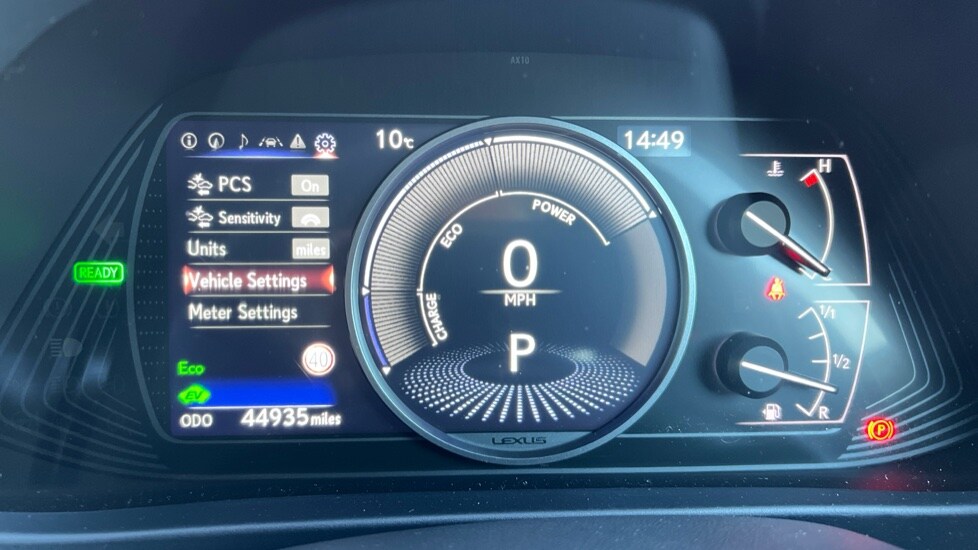 AX10
10°C
14:49
PCS On
Sensitivity
Units miles
Vehicle Settings
Meter Settings
READY
40
Eco
EV
ODO 44935 miles
CHARGE
ECO
POWER
0
MPH
P
LEXUS
H
1/1
1/2
R
P